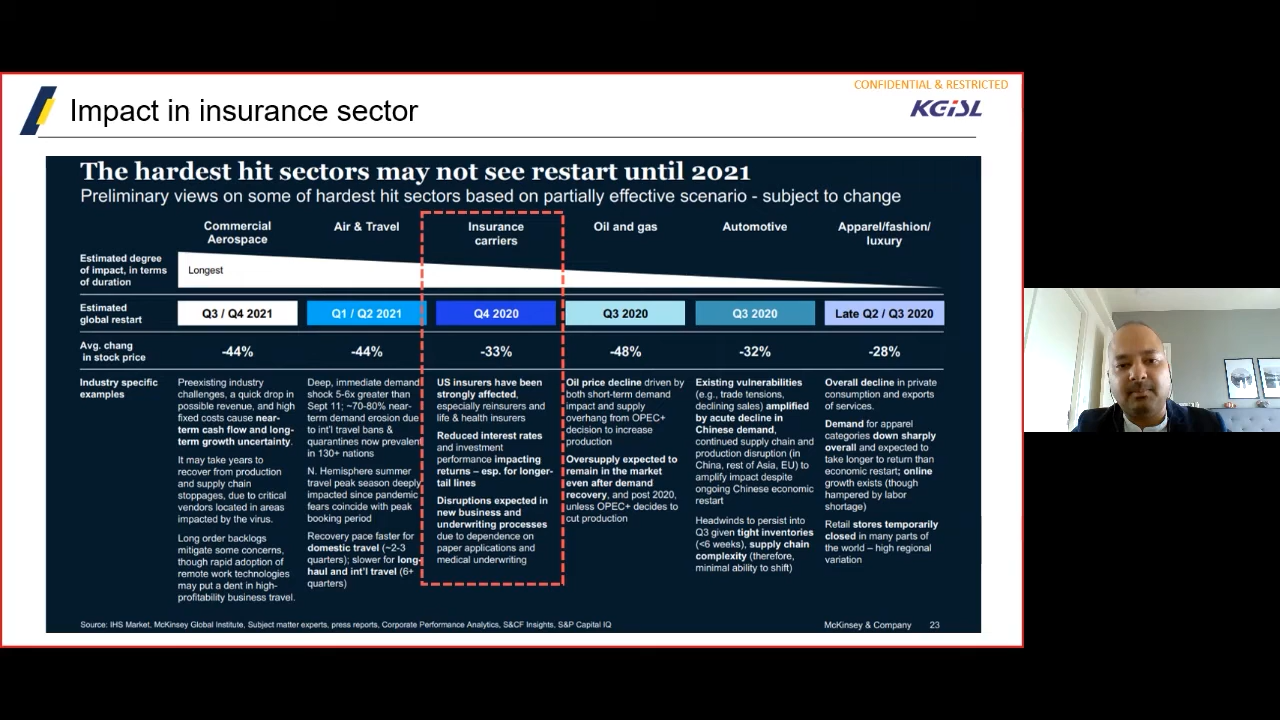 CONFIDENTIAL & RESTRICTED
Impact in insurance sector
KGiSL
The hardest hit sectors may not see restart until 2021
Preliminary views on some of hardest hit sectors based on partially effective scenario - subject to change
Commercial
Aerospace
Air & Travel
Insurance
carriers
Oil and gas
Automotive
Apparel/fashion/
luxury
Estimated degree
of impact, in terms
of duration
Longest
Estimated
global restart
Q3 / Q4 2021
Q1 / Q2 2021
Q4 2020
Q3 2020
Q3 2020
Late Q2 / Q3 2020
Avg. chang
in stock price
-44%
-44%
-33%
-48%
-32%
-28%
Industry specific
examples
Preexisting industry
challenges, a quick drop in
possible revenue, and high
fixed costs cause near-
term cash flow and long-
term growth uncertainty.
It may take years to
recover from production
and supply chain
stoppages, due to critical
vendors located in areas
impacted by the virus.
Long order backlogs
mitigate some concerns,
though rapid adoption of
remote work technologies
may put a dent in high-
profitability business travel.
Deep, immediate demand
shock 5-6x greater than
Sept 11; ~70-80% near-
term demand erosion due
to int'l travel bans &
quarantines now prevalent
in 130+ nations
N. Hemisphere summer
travel peak season deeply
impacted since pandemic
fears coincide with peak
booking period
Recovery pace faster for
domestic travel (~2-3
quarters); slower for long-
haul and int'l travel (6+
quarters)
US insurers have been
strongly affected,
especially reinsurers and
life & health insurers
Reduced interest rates
and investment
performance impacting
returns – esp. for longer-
tail lines
Disruptions expected in
new business and
underwriting processes
due to dependence on
paper applications and
medical underwriting
Oil price decline driven by
both short-term demand
impact and supply
overhang from OPEC+
decision to increase
production
Oversupply expected to
remain in the market
even after demand
recovery, and post 2020,
unless OPEC+ decides to
cut production
Existing vulnerabilities
(e.g., trade tensions,
declining sales) amplified
by acute decline in
Chinese demand,
continued supply chain and
production disruption (in
China, rest of Asia, EU) to
amplify impact despite
ongoing Chinese economic
restart
Headwinds to persist into
Q3 given tight inventories
(<6 weeks), supply chain
complexity (therefore,
minimal ability to shift)
Overall decline in private
consumption and exports
of services.
Demand for apparel
categories down sharply
overall and expected to
take longer to return than
economic restart; online
growth exists (though
hampered by labor
shortage)
Retail stores temporarily
closed in many parts of
the world – high regional
variation
Source: IHS Market, McKinsey Global Institute, Subject matter experts, press reports, Corporate Performance Analytics, S&CF Insights, S&P Capital IQ
McKinsey & Company 23